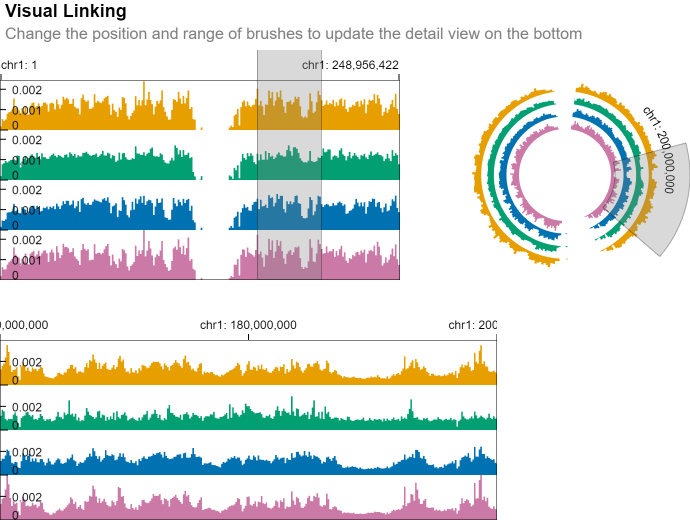 Visual Linking
Change the position and range of brushes to update the detail view on the bottom
chr1: 1
chr1: 248,956,422
0.002
0.001
0
0.002
0.001
0
0.002
0.001
0
0.002
0.001
0
chr1: 200,000,000
0,000,000
chr1: 180,000,000
chr1: 200
0.002
0
0.002
0
0.002
0
0.002